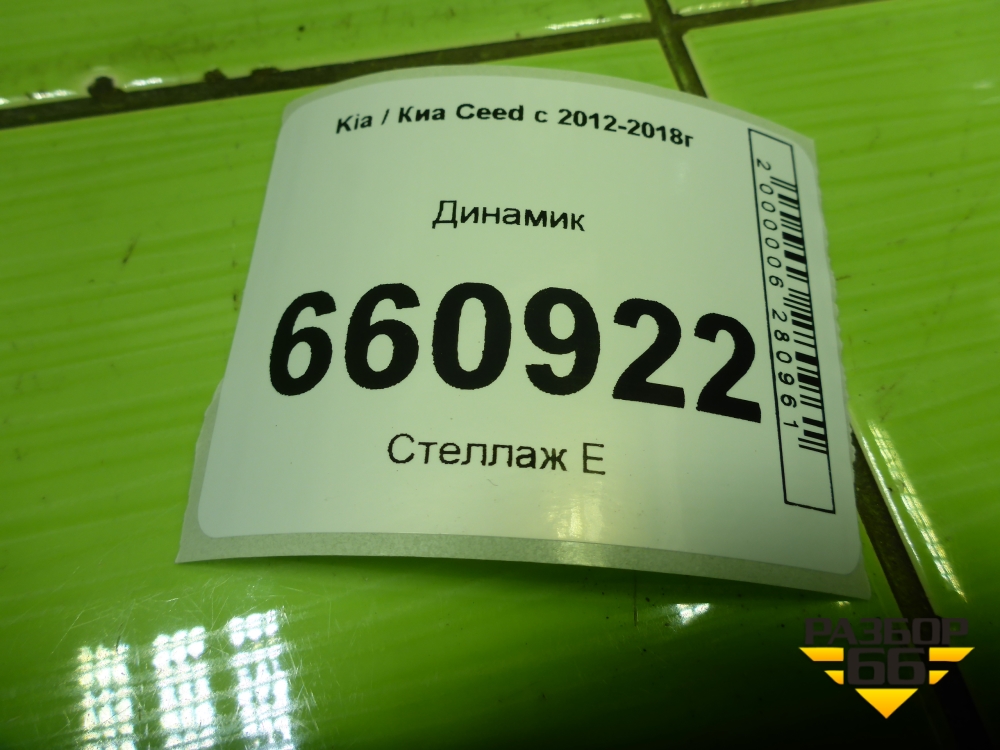 Kia / Киа Ceed с 2012-2018г
Динамик
660922
Стеллаж Е
2000006280961
РАЗБОР
66